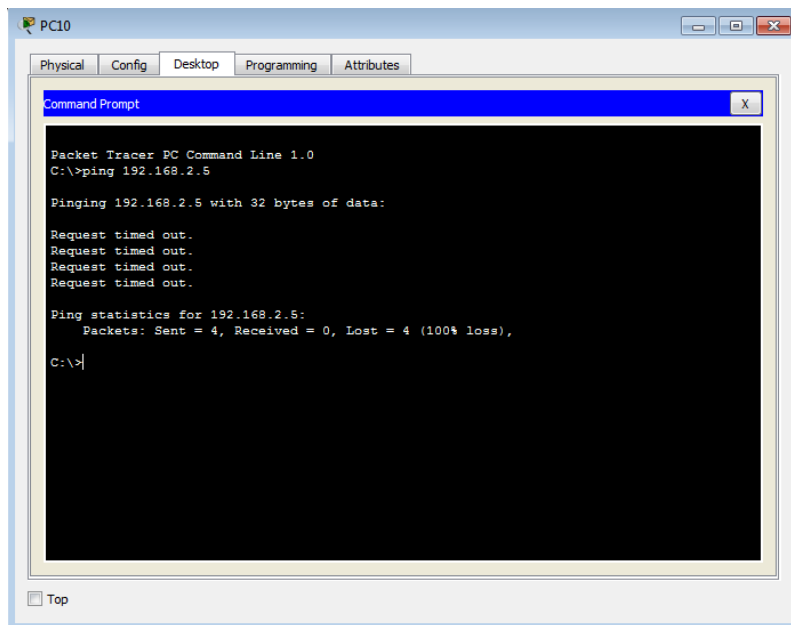 PC10
Physical Config Desktop Programming Attributes
Command Prompt
X
Packet Tracer PC Command Line 1.0
C:\>ping 192.168.2.5
Pinging 192.168.2.5 with 32 bytes of data:
Request timed out.
Request timed out.
Request timed out.
Request timed out.
Ping statistics for 192.168.2.5:
Packets: Sent = 4, Received = 0, Lost = 4 (100% loss),
C:\>
Top